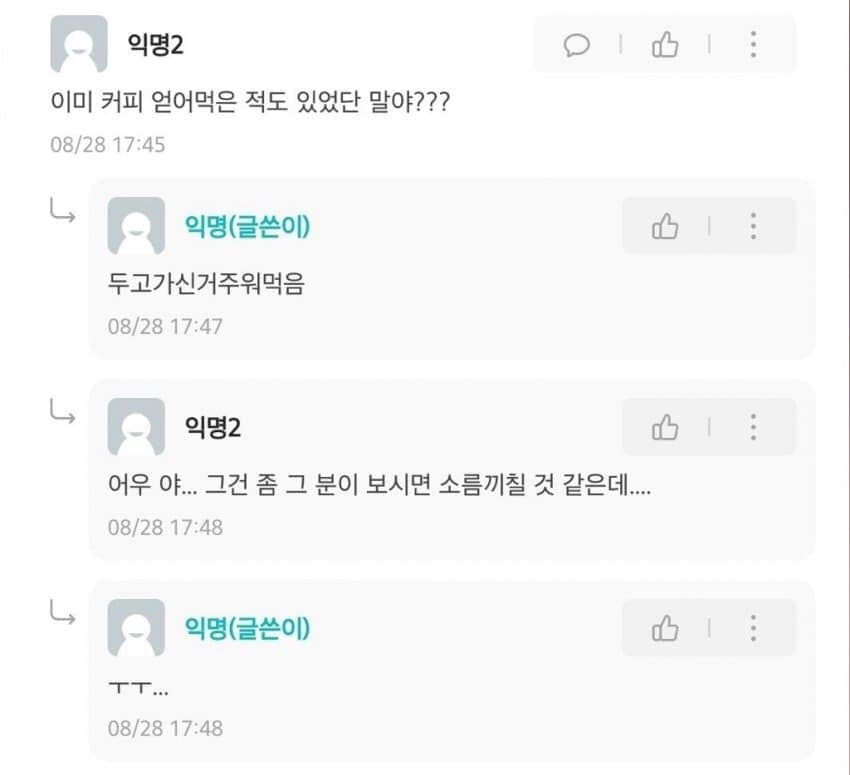 익명2
이미 커피 얻어먹은 적도 있었단 말야???
08/28 17:45
익명(글쓴이)
두고가신거주워먹음
08/28 17:47
익명2
어우 야... 그건 좀 그 분이 보시면 소름끼칠 것 같은데....
08/28 17:48
익명(글쓴이)
ㅜㅜ...
08/28 17:48